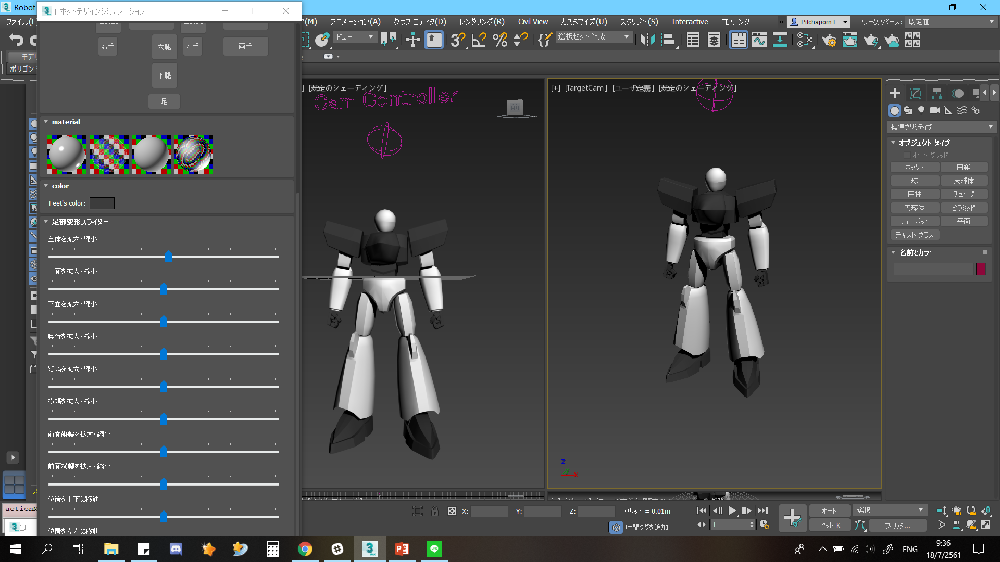 Robot_
ロボットデザインシミュレーション
(M)
アニメーション(A)
グラフ エディタ(D)
レンダリング(R)
Civil View
カスタマイズ(U)
スクリプト(S)
Interactive
コンテンツ
»
Pitchaporn L...
ワークスペース:
既定値
ビュー
選択セット 作成
右手
大腿
左手
両手
下腿
足
material
color
Feet's color:
足部変形スライダー
全体を拡大・縮小
上面を拡大・縮小
下面を拡大・縮小
奥行を拡大・縮小
縦幅を拡大・縮小
横幅を拡大・縮小
前面縦幅を拡大・縮小
前面横幅を拡大・縮小
位置を上下に移動
位置を左右に移動
ポリゴン
] [既定のシェーディング]
Cam Controller
前
[+] [TargetCam] [ユーザ定義] [既定のシェーディング]
z
y
x
標準プリミティブ
オブジェクト タイプ
オート グリッド
ボックス
円錐
球
天球体
円柱
チューブ
円環体
ピラミッド
ティーポット
平面
テキスト プラス
名前とカラー
X:
Y:
Z:
グリッド = 0.01m
時間タグを追加
1
オート
選択
セット K
フィルタ...
ENG
9:36
18/7/2561